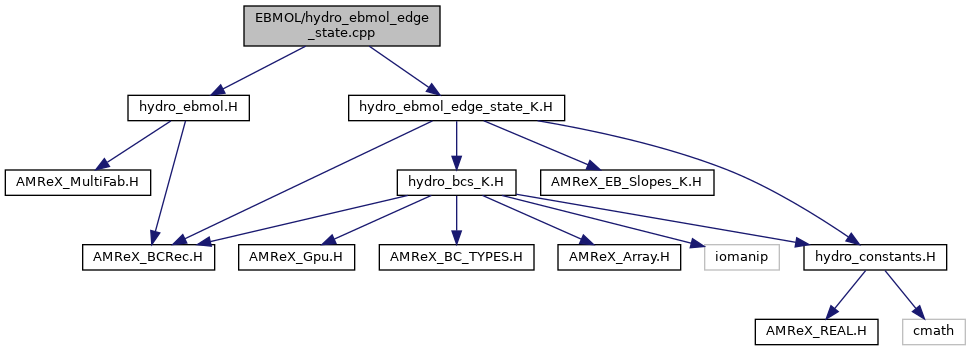 EBMOL/hydro_ebmol_edge
_state.cpp
hydro_ebmol.H
hydro_ebmol_edge_state_K.H
AMReX_MultiFab.H
hydro_bcs_K.H
AMReX_EB_Slopes_K.H
AMReX_BCRec.H
AMReX_Gpu.H
AMReX_BC_TYPES.H
AMReX_Array.H
iomanip
hydro_constants.H
AMReX_REAL.H
cmath